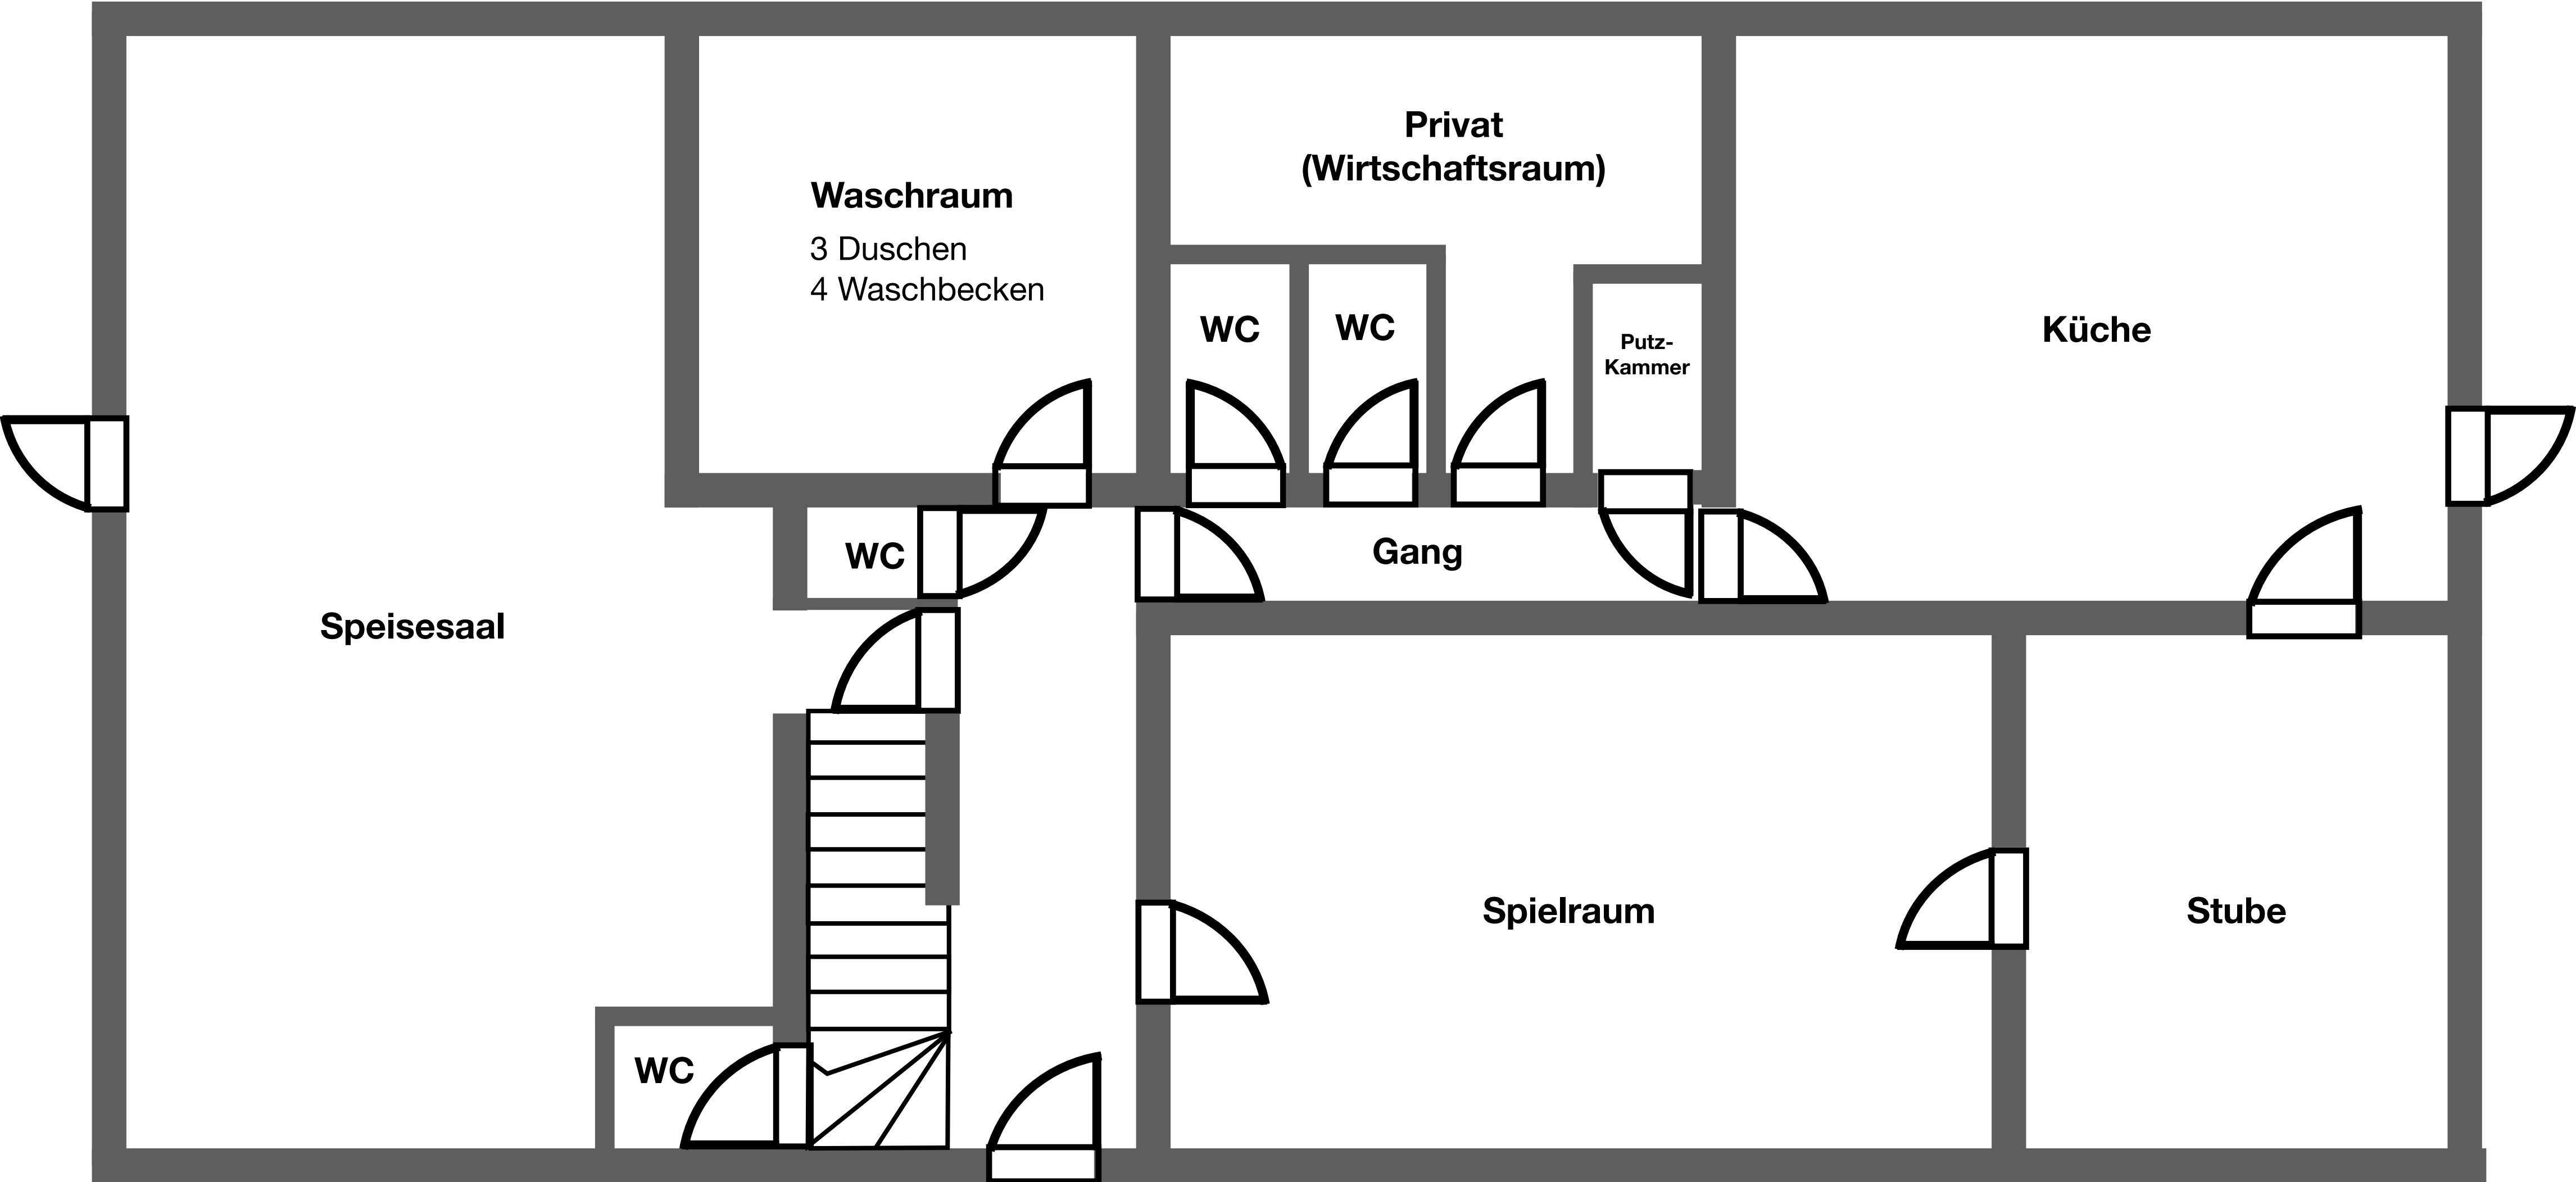 Privat
(Wirtschaftsraum)
Waschraum
3 Duschen
4 Waschbecken
WC
WC
Putz-
Kammer
Küche
WC
Gang
Speisesaal
Spielraum
Stube
WC